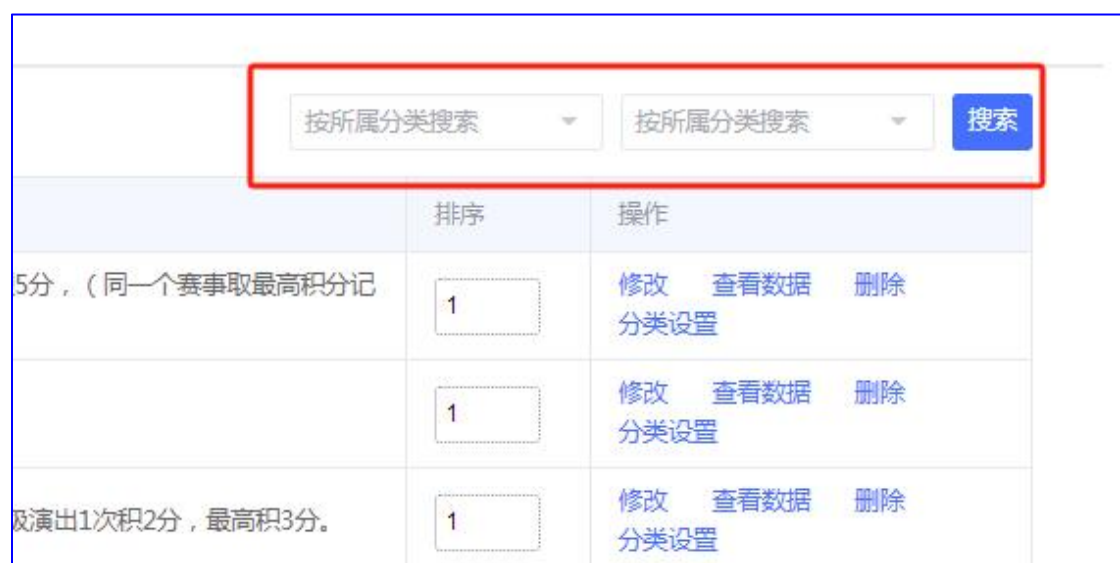 按所属分类搜索 按所属分类搜索 搜索
排序 操作
5分，（同一个赛事取最高积分记 1 修改 查看数据 删除
分类设置
1 修改 查看数据 删除
分类设置
级演出1次积2分，最高积3分。 1 修改 查看数据 删除
分类设置